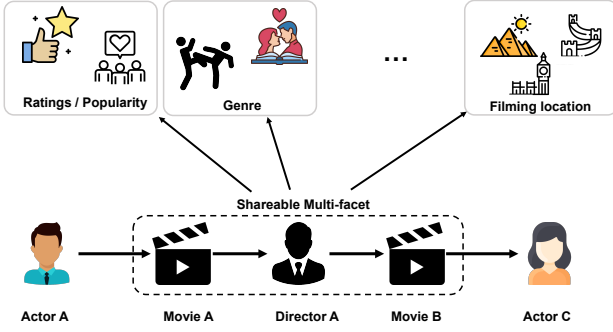 Ratings / Popularity
Genre
...
Filming location
Shareable Multi-facet
Actor A
Movie A
Director A
Movie B
Actor C